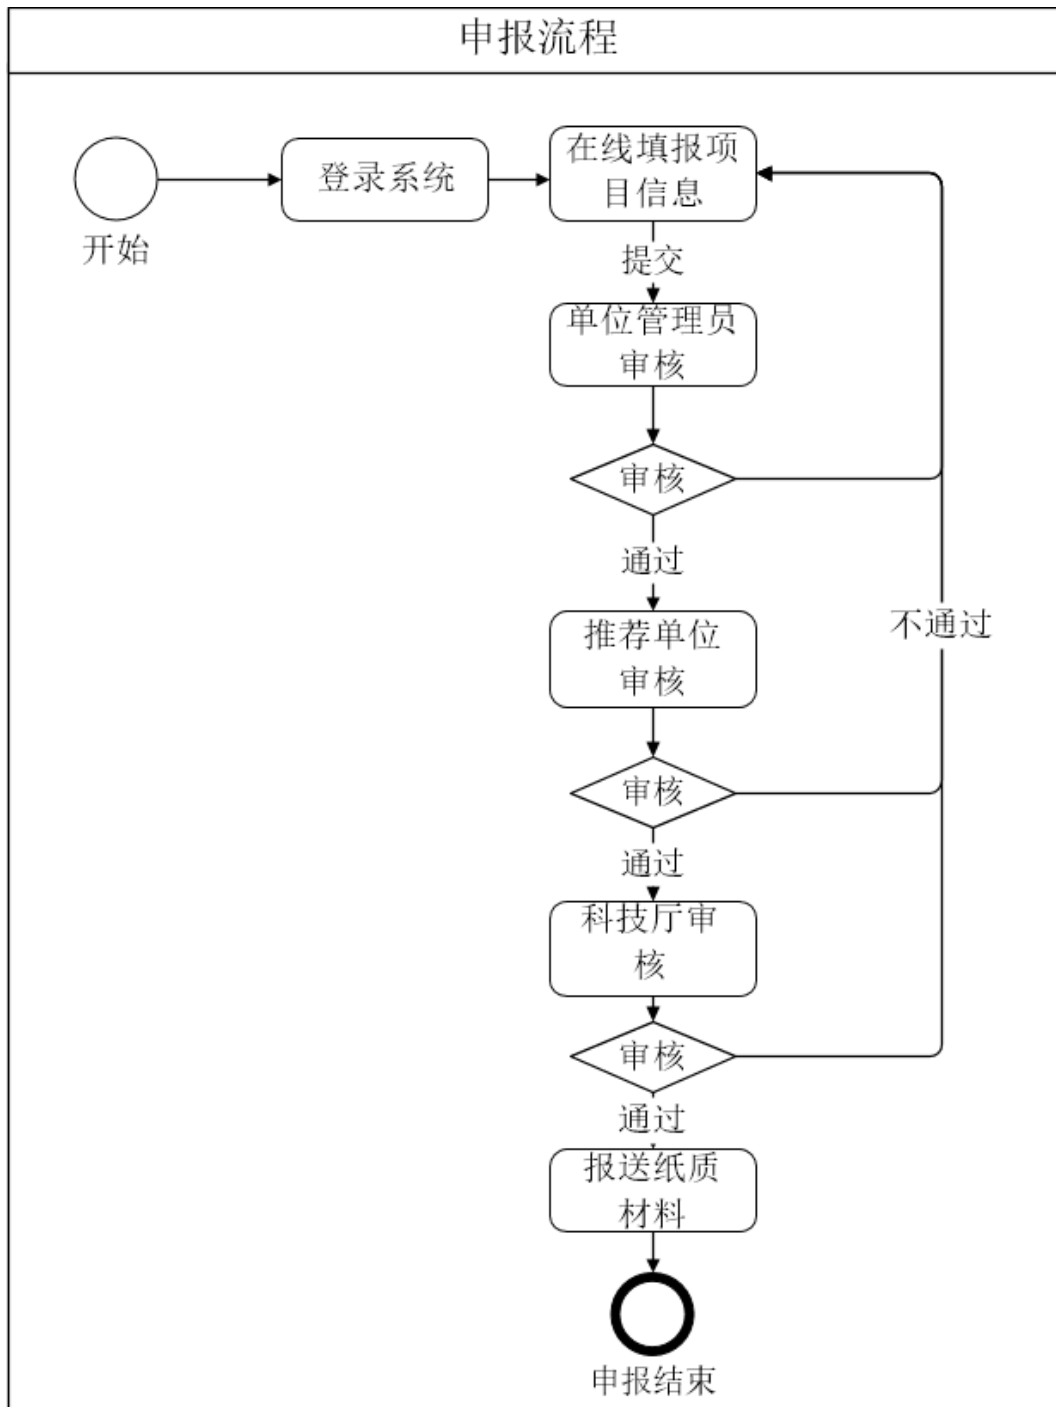 申报流程
登录系统
在线填报项
目信息
开始
提交
单位管理员
审核
审核
通过
推荐单位
审核
不通过
审核
通过
科技厅审
核
审核
通过
报送纸质
材料
申报结束